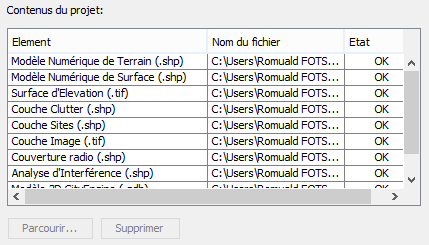 Contenus du projet:
Element Nom du fichier Etat
Modèle Numérique de Terrain (.shp) C:\Users\Romuald FOTS... OK
Modèle Numérique de Surface (.shp) C:\Users\Romuald FOTS... OK
Surface d'Elevation (.tif) C:\Users\Romuald FOTS... OK
Couche Clutter (.shp) C:\Users\Romuald FOTS... OK
Couche Sites (.shp) C:\Users\Romuald FOTS... OK
Couche Image (.tif) C:\Users\Romuald FOTS... OK
Couverture radio (.shp) C:\Users\Romuald FOTS... OK
Analyse d'Interférence (.shp) C:\Users\Romuald FOTS... OK
Modèle 3D CityEngine (.gdb) C:\Users\Romuald FOTS... OK
Parcourir... Supprimer